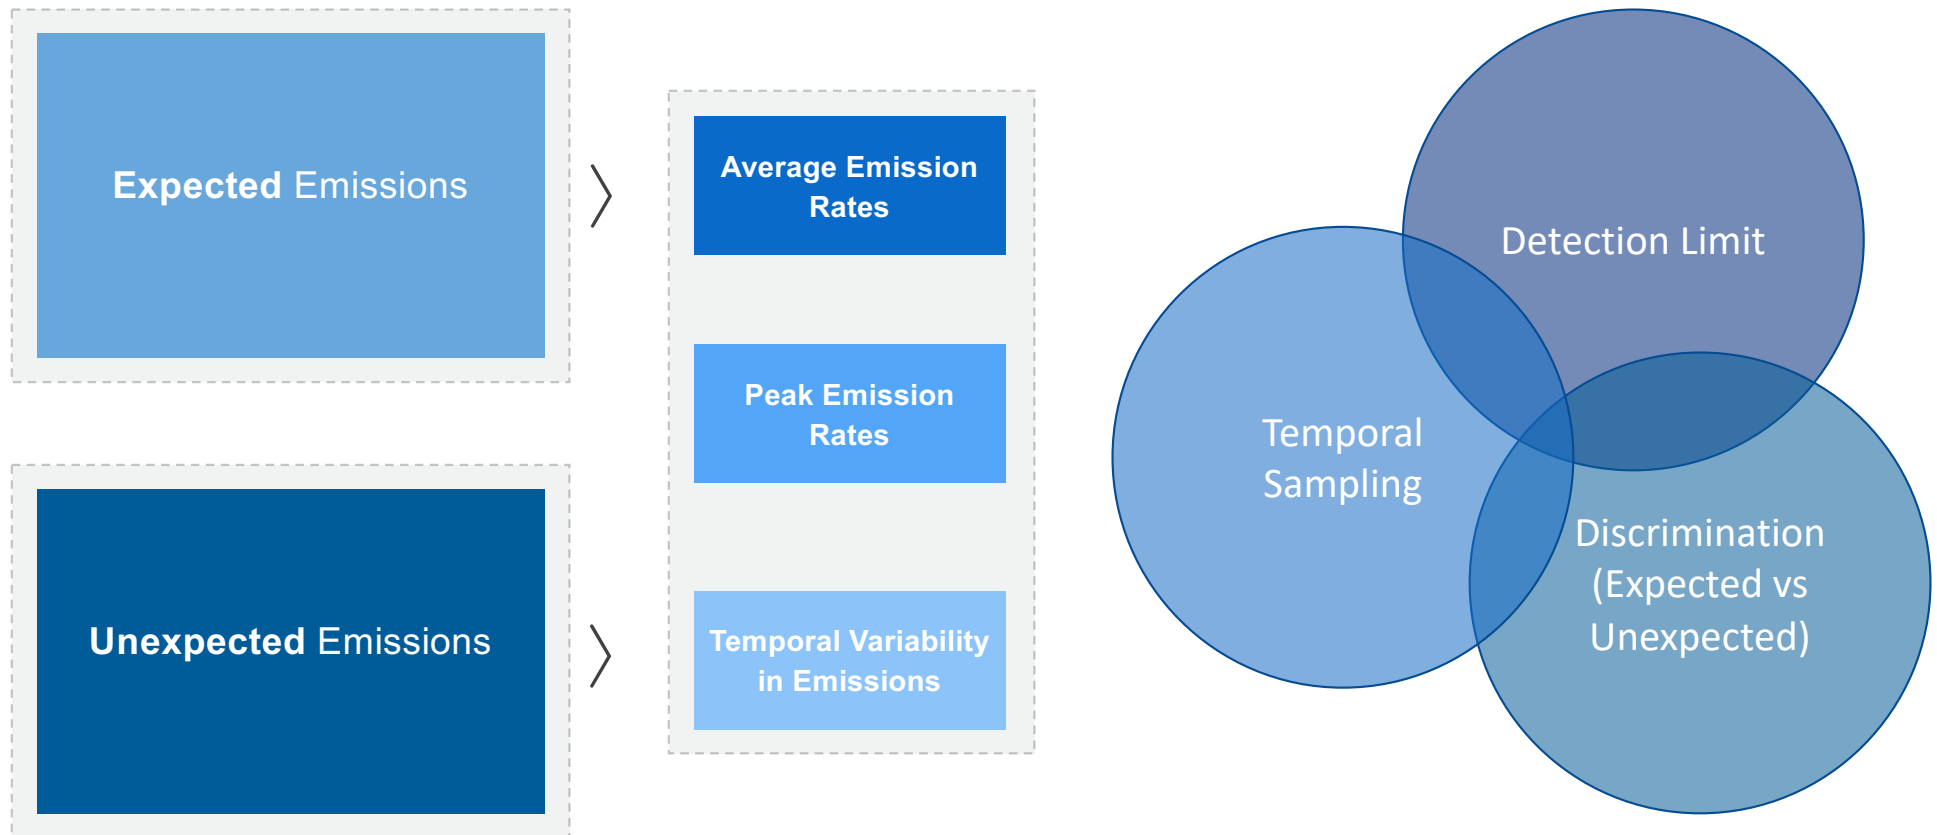 Expected Emissions
Unexpected Emissions
Average Emission
Rates
Peak Emission
Rates
Temporal Variability
in Emissions
Detection Limit
Temporal
Sampling
Discrimination
(Expected vs
Unexpected)